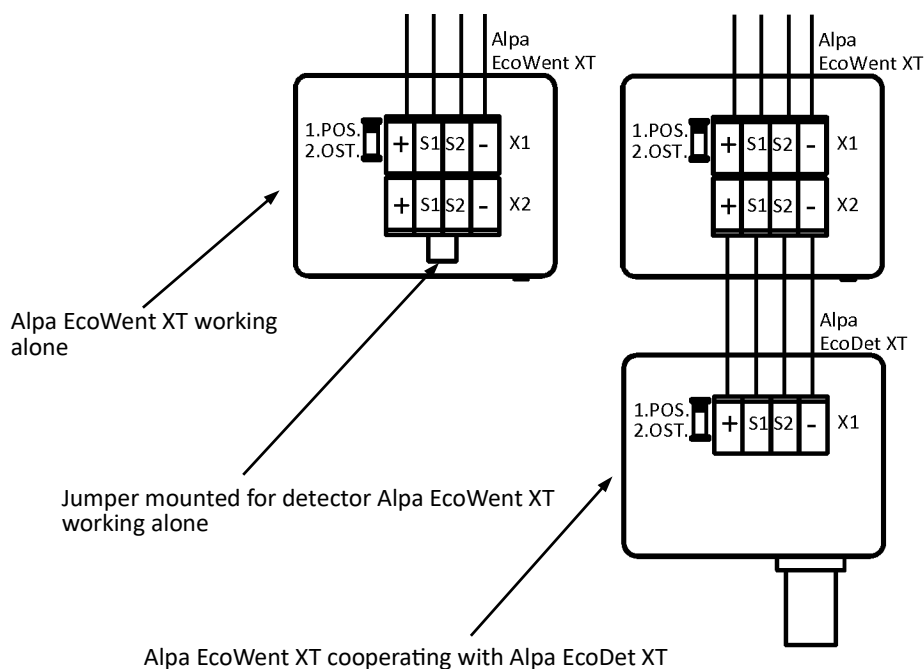 Alpa
EcoWent XT
1.POS.
2.OST.
+ S1 S2 - X1
+ S1 S2 - X2
Alpa EcoWent XT working
alone
Jumper mounted for detector Alpa EcoWent XT
working alone
Alpa
EcoWent XT
1.POS.
2.OST.
+ S1 S2 - X1
+ S1 S2 - X2
Alpa
EcoDet XT
1.POS.
2.OST.
+ S1 S2 - X1
Alpa EcoWent XT cooperating with Alpa EcoDet XT